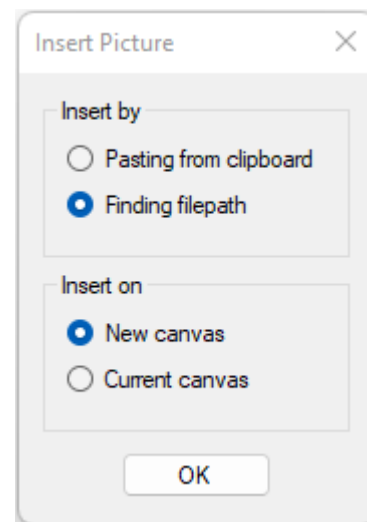 Insert Picture
Insert by
Pasting from clipboard
Finding filepath
Insert on
New canvas
Current canvas
OK